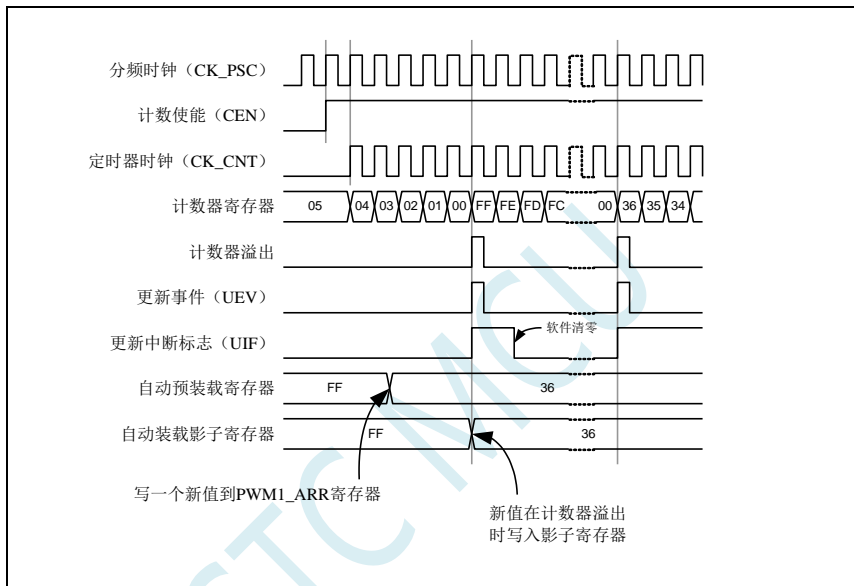 分频时钟（CK_PSC）
计数使能（CEN）
定时器时钟（CK_CNT）
计数器寄存器 05 04 03 02 01 00 FF FE FD FC 00 36 35 34
计数器溢出
更新事件（UEV）
更新中断标志（UIF） 软件清零
自动预装载寄存器 FF 36
自动装载影子寄存器 FF 36
写一个新值到PWM1_ARR寄存器
新值在计数器溢出
时写入影子寄存器
STC MCU